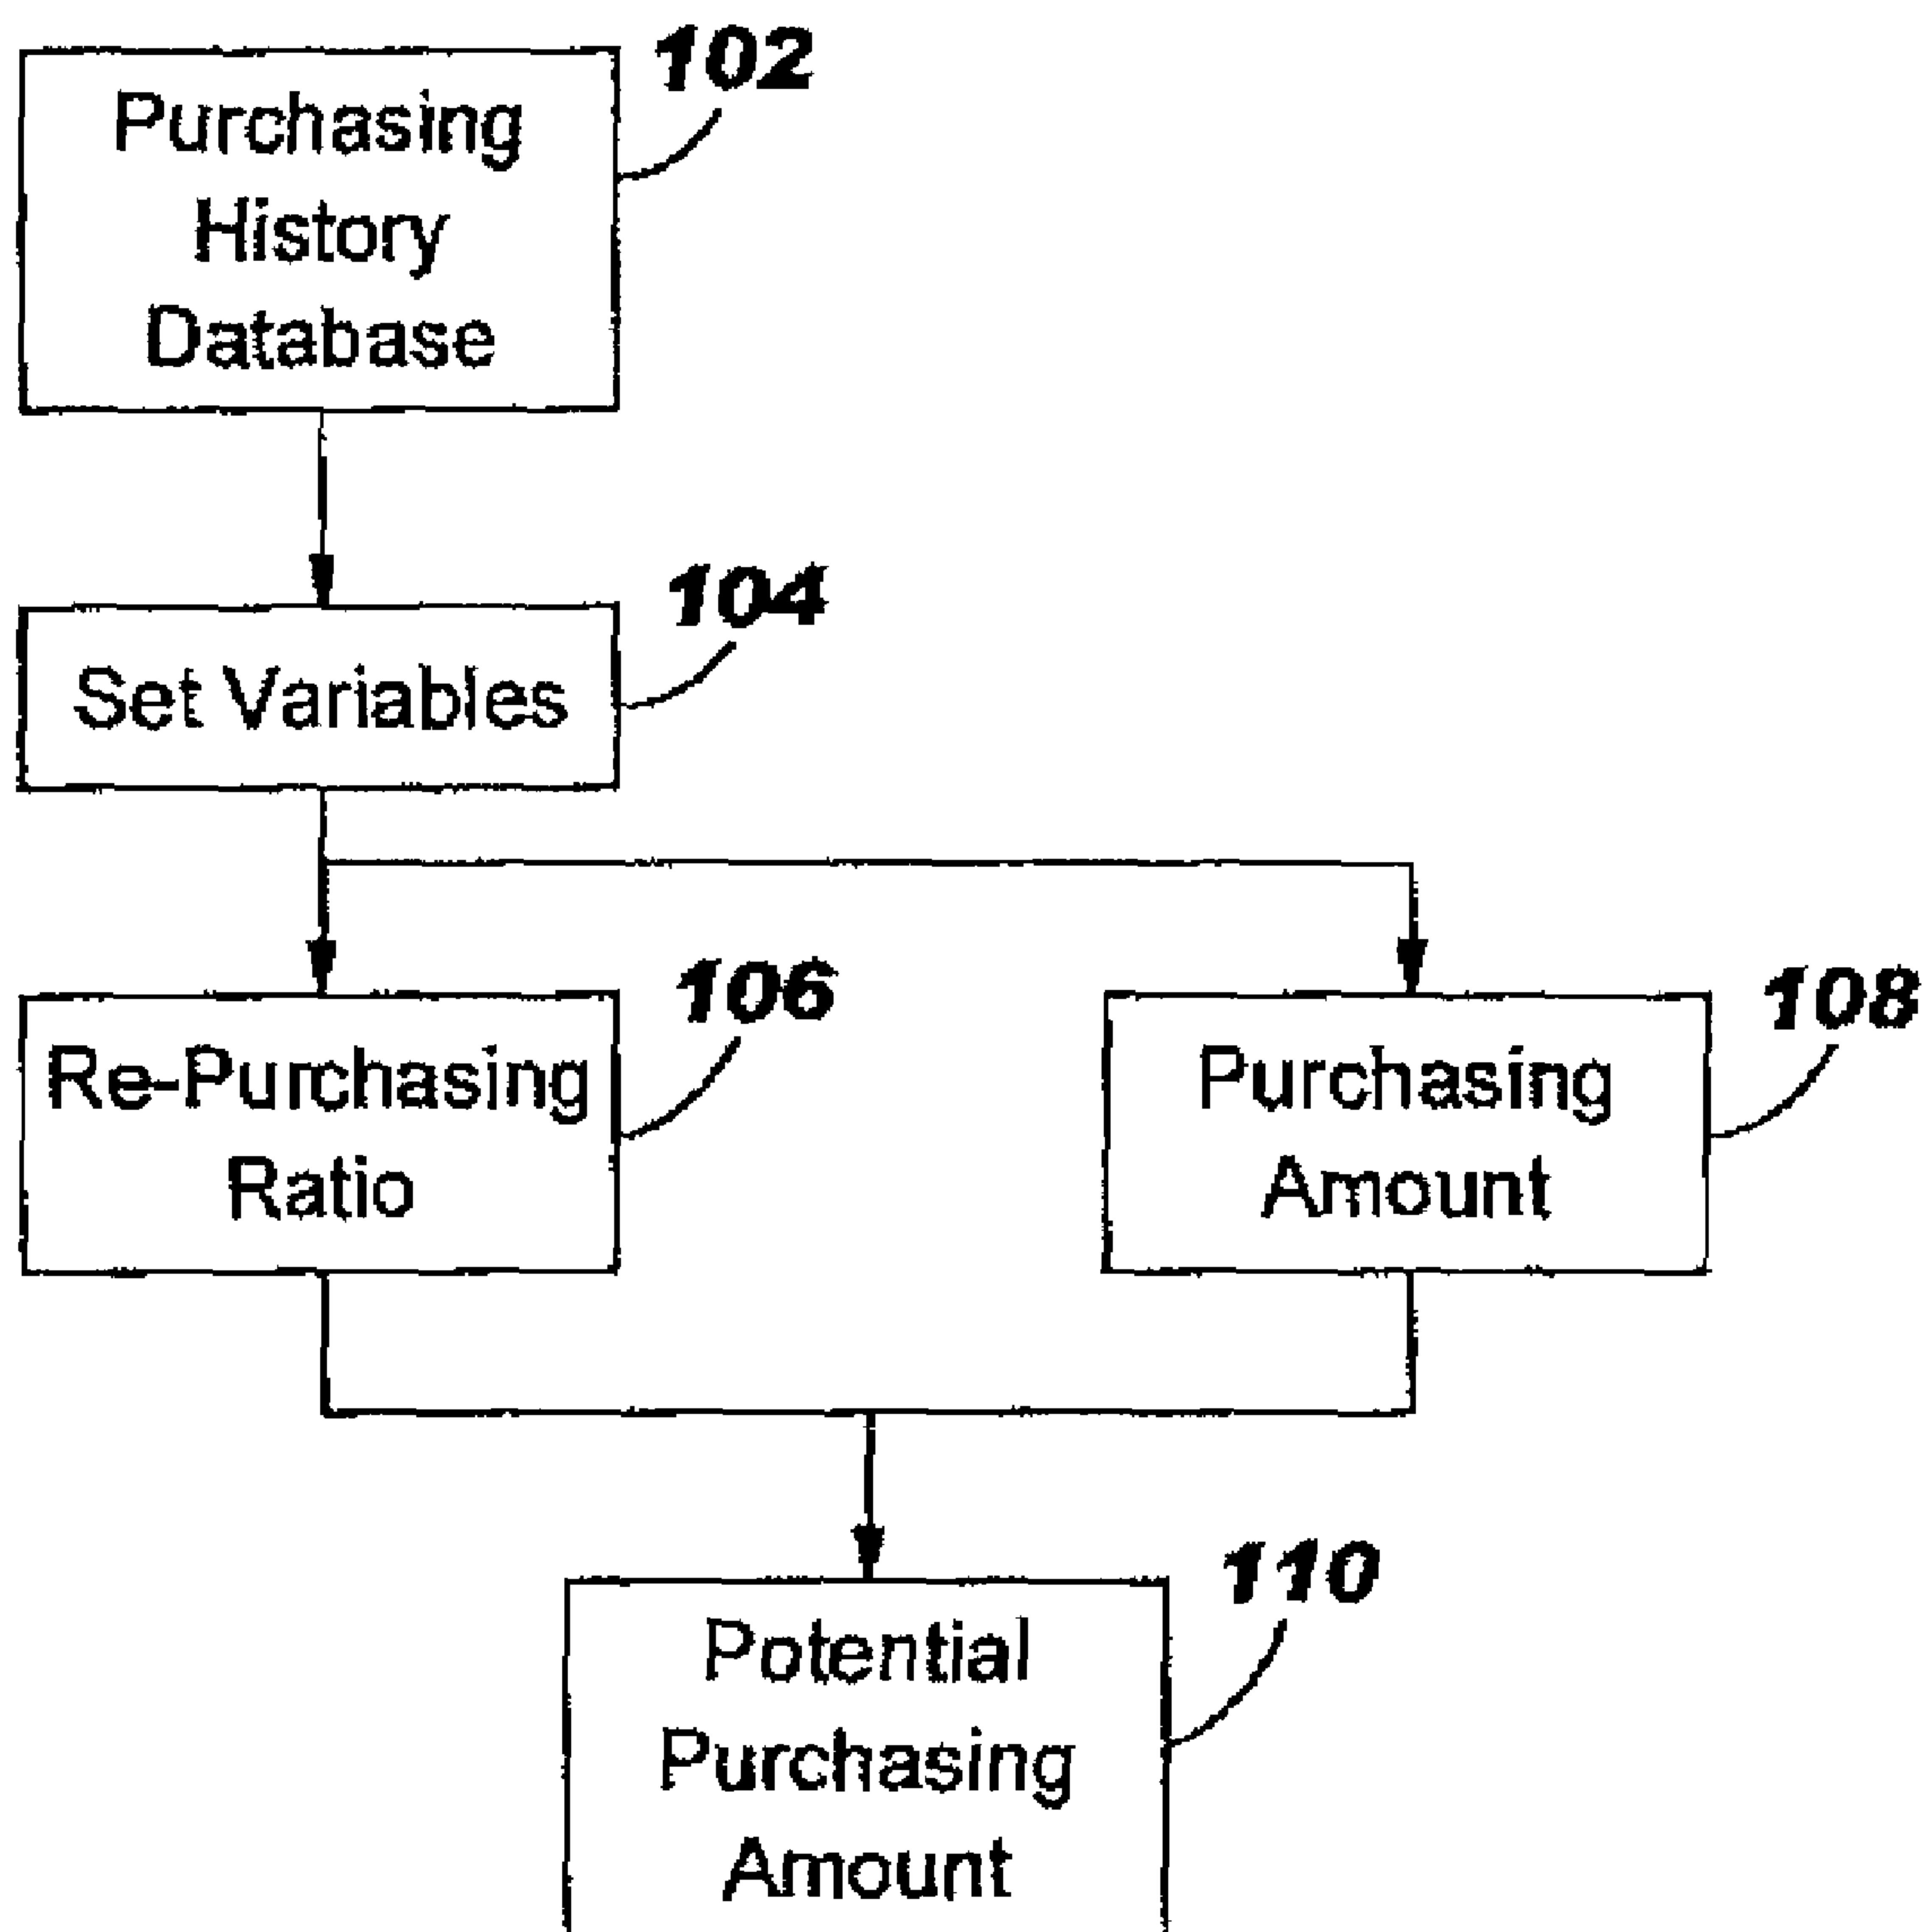 102
Purchasing
History
Database
104
Set Variables
106
Re-Purchasing
Ratio
108
Purchasing
Amount
110
Potential
Purchasing
Amount